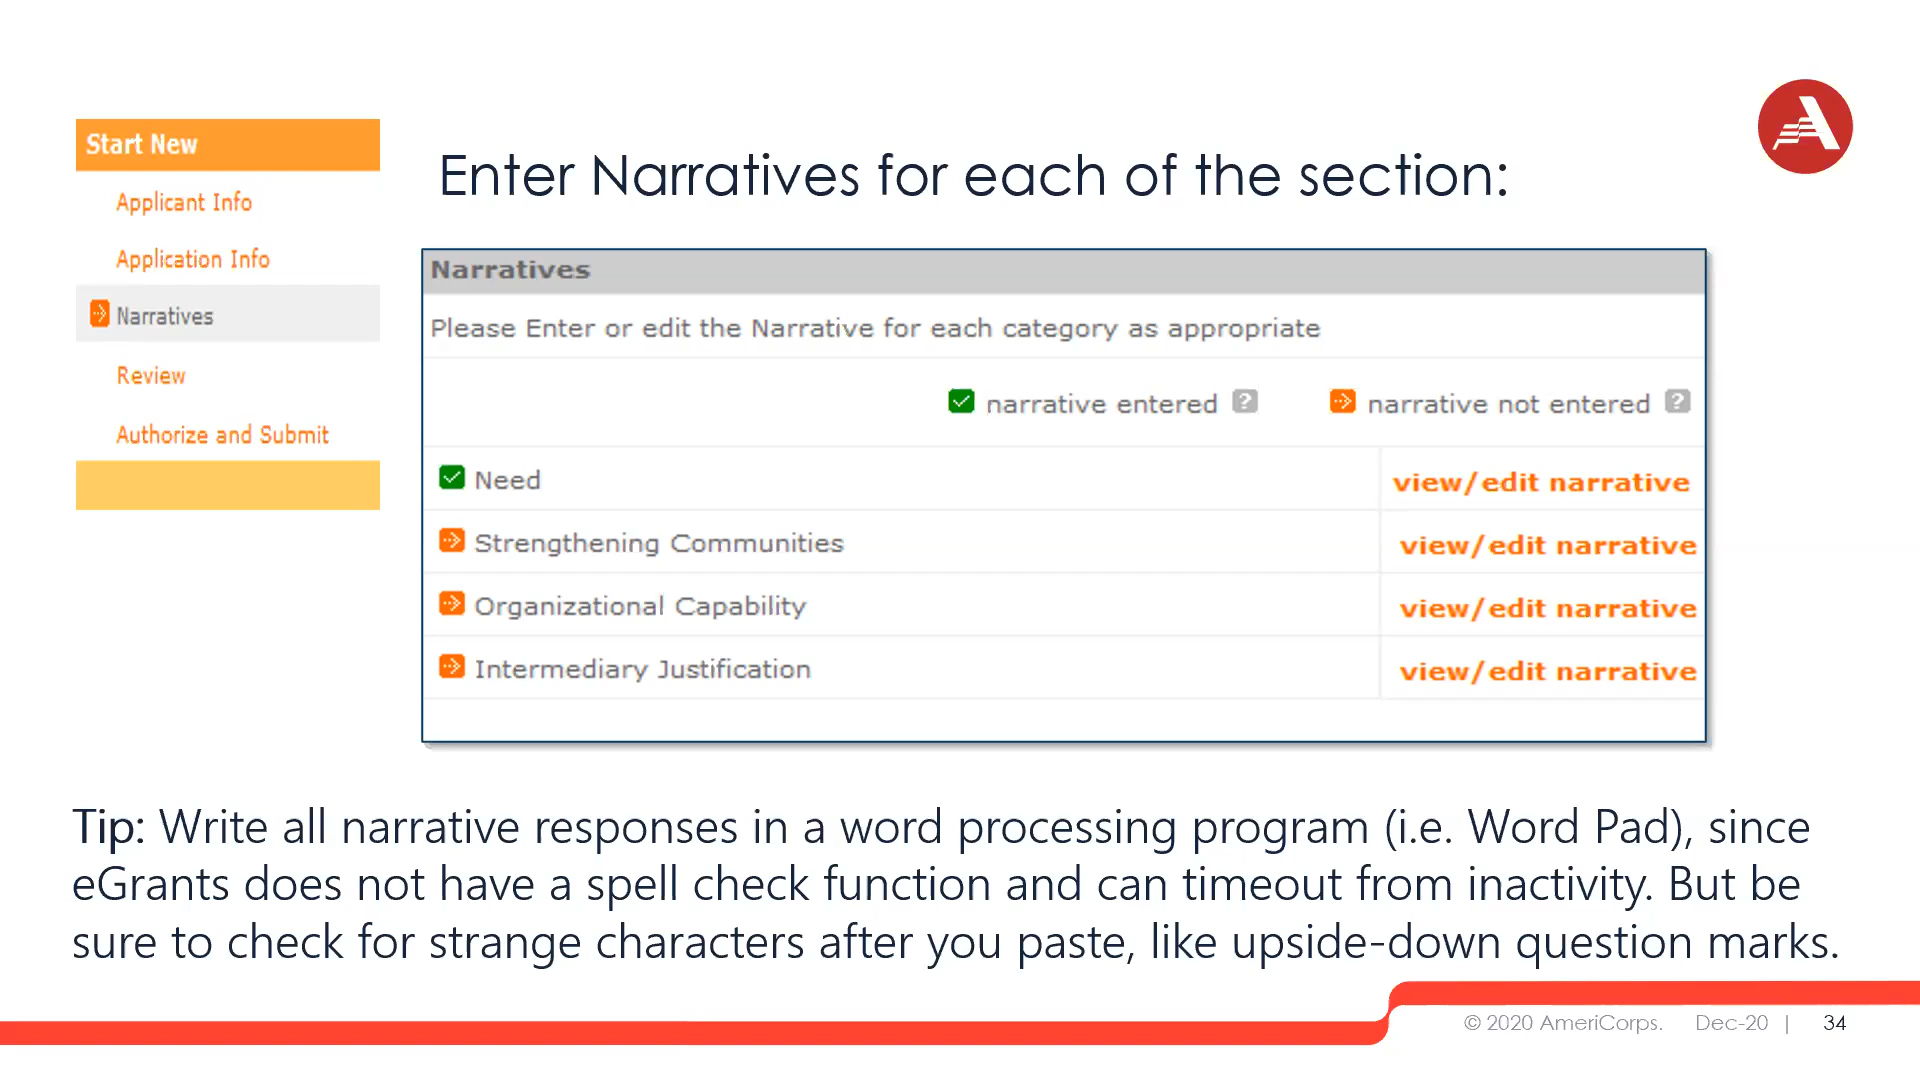 Start New
Applicant Info
Application Info
Narratives
Review
Authorize and Submit
Enter Narratives for each of the section:
Narratives
Please Enter or edit the Narrative for each category as appropriate
narrative entered ? narrative not entered ?
Need view/edit narrative
Strengthening Communities view/edit narrative
Organizational Capability view/edit narrative
Intermediary Justification view/edit narrative
Tip: Write all narrative responses in a word processing program (i.e. Word Pad), since
eGrants does not have a spell check function and can timeout from inactivity. But be
sure to check for strange characters after you paste, like upside-down question marks.
© 2020 AmeriCorps. Dec-20 | 34